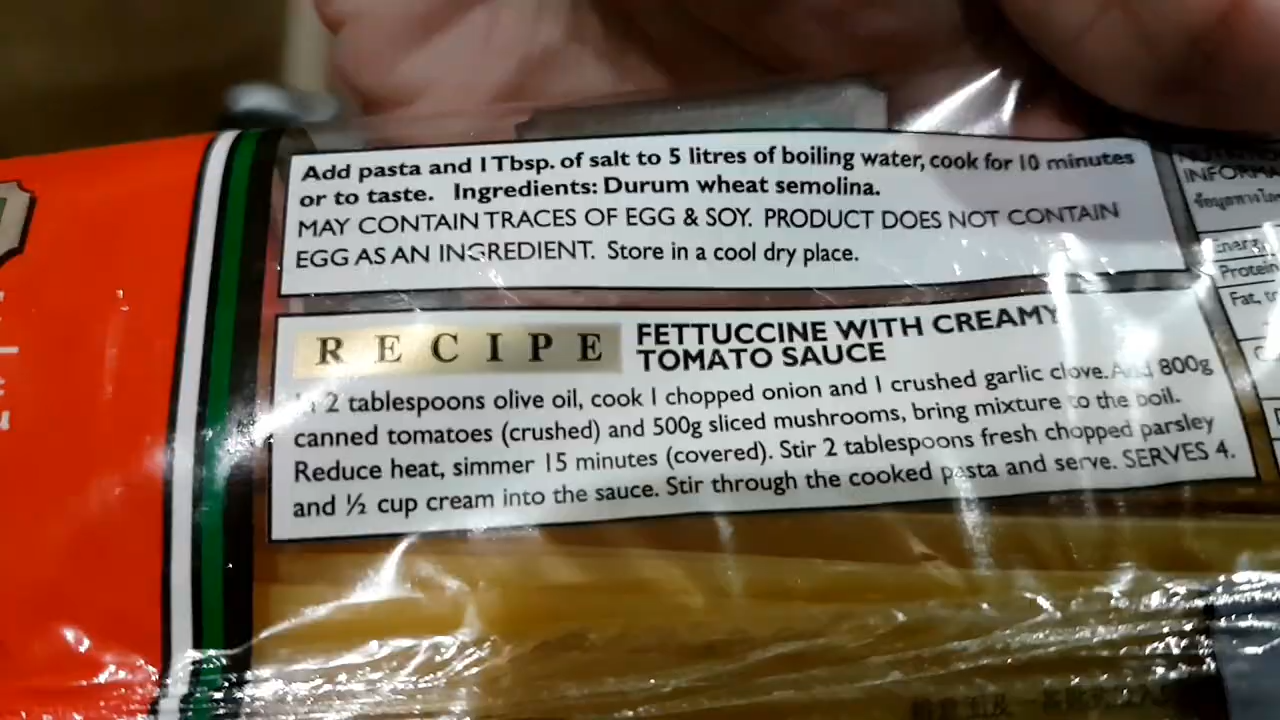 Add pasta and 1 Tbsp. of salt to 5 litres of boiling water, cook for 10 minutes
or to taste. Ingredients: Durum wheat semolina.
MAY CONTAIN TRACES OF EGG & SOY. PRODUCT DOES NOT CONTAIN
EGG AS AN INGREDIENT. Store in a cool dry place.
RECIPE
FETTUCCINE WITH CREAMY
TOMATO SAUCE
2 tablespoons olive oil, cook 1 chopped onion and 1 crushed garlic clove. Add 800g
canned tomatoes (crushed) and 500g sliced mushrooms, bring mixture to the boil.
Reduce heat, simmer 15 minutes (covered). Stir 2 tablespoons fresh chopped parsley
and ½ cup cream into the sauce. Stir through the cooked pasta and serve. SERVES 4.
Protein
Fat,